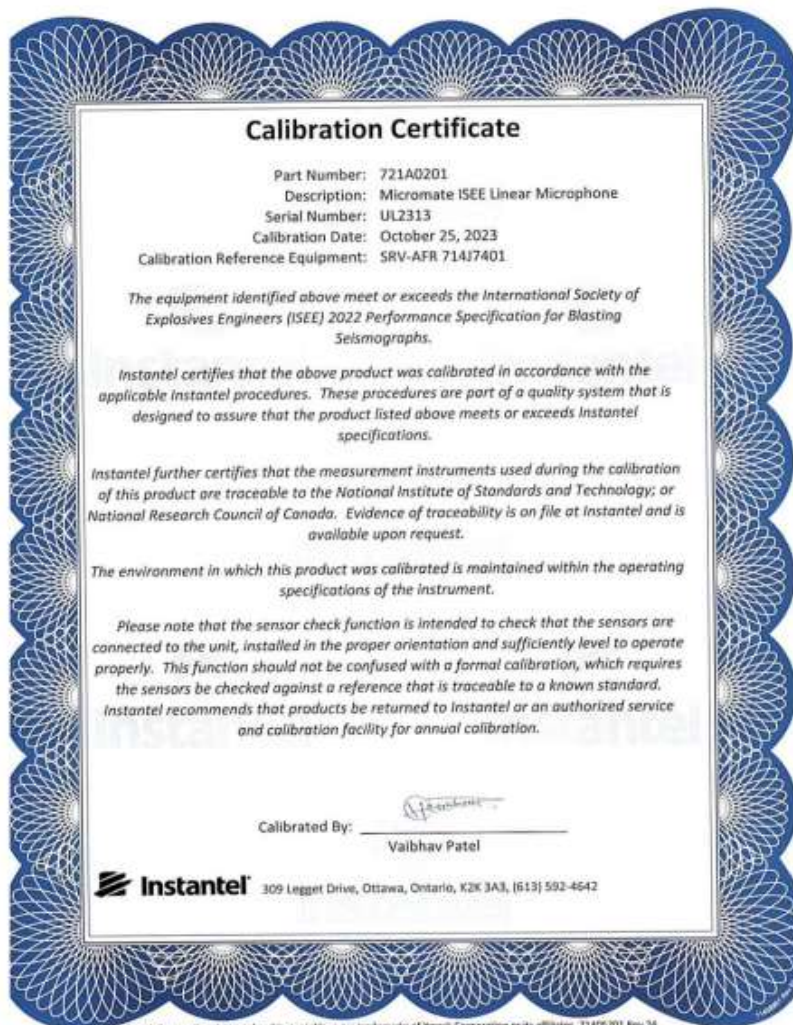 Calibration Certificate
Part Number: 721A0201
Description: Micromate ISEE Linear Microphone
Serial Number: UL2313
Calibration Date: October 25, 2023
Calibration Reference Equipment: SRV-AFR 714J7401
The equipment identified above meet or exceeds the International Society of
Explosives Engineers (ISEE) 2022 Performance Specification for Blasting
Seismographs.
Instantel certifies that the above product was calibrated in accordance with the
applicable Instantel procedures. These procedures are part of a quality system that is
designed to assure that the product listed above meets or exceeds Instantel
specifications.
Instantel further certifies that the measurement instruments used during the calibration
of this product are traceable to the National Institute of Standards and Technology; or
National Research Council of Canada. Evidence of traceability is on file at Instantel and is
available upon request.
The environment in which this product was calibrated is maintained within the operating
specifications of the instrument.
Please note that the sensor check function is intended to check that the sensors are
connected to the unit, installed in the proper orientation and sufficiently level to operate
properly. This function should not be confused with a formal calibration, which requires
the sensors be checked against a reference that is traceable to a known standard.
Instantel recommends that products be returned to Instantel or an authorized service
and calibration facility for annual calibration.
Calibrated By:
Vaibhav Patel
Instantel 309 Legget Drive, Ottawa, Ontario, K2K 3A3, (613) 592-4642